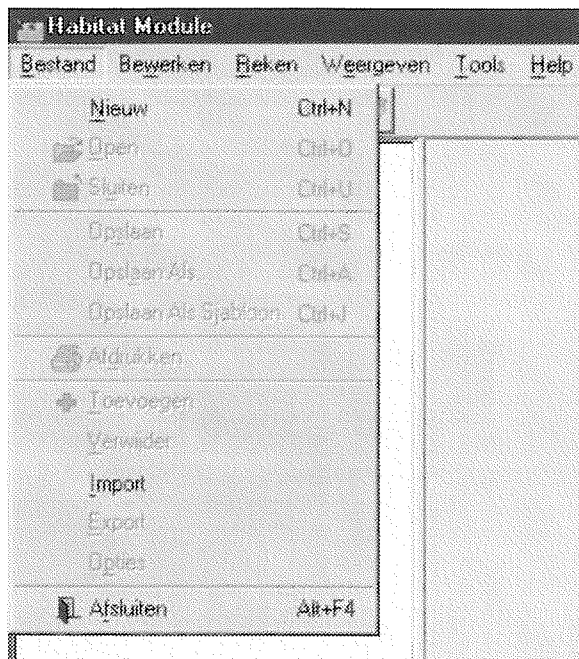 Habitat Module
Bestand Bewerken Reken Weergeven Tools Help
Nieuw Ctrl+N
Open Ctrl+O
Sluiten Ctrl+U
Opslaan Ctrl+S
Opslaan Als Ctrl+A
Opslaan Als Sjabloon Ctrl+J
Afdrukken
Toevoegen
Verwijder
Import
Export
Opties
Afsluiten Alt+F4